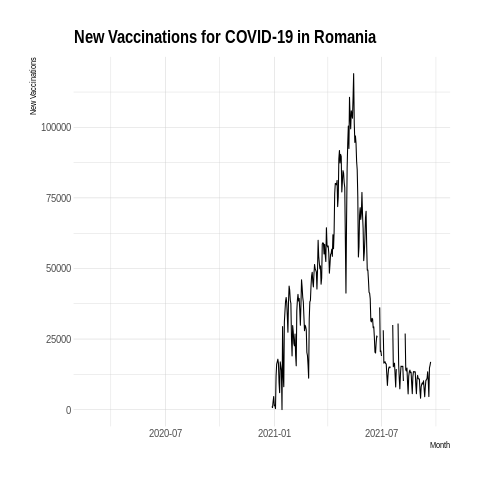 New Vaccinations for COVID-19 in Romania
New Vaccinations
100000
75000
50000
25000
0
2020-07 2021-01 2021-07
Month